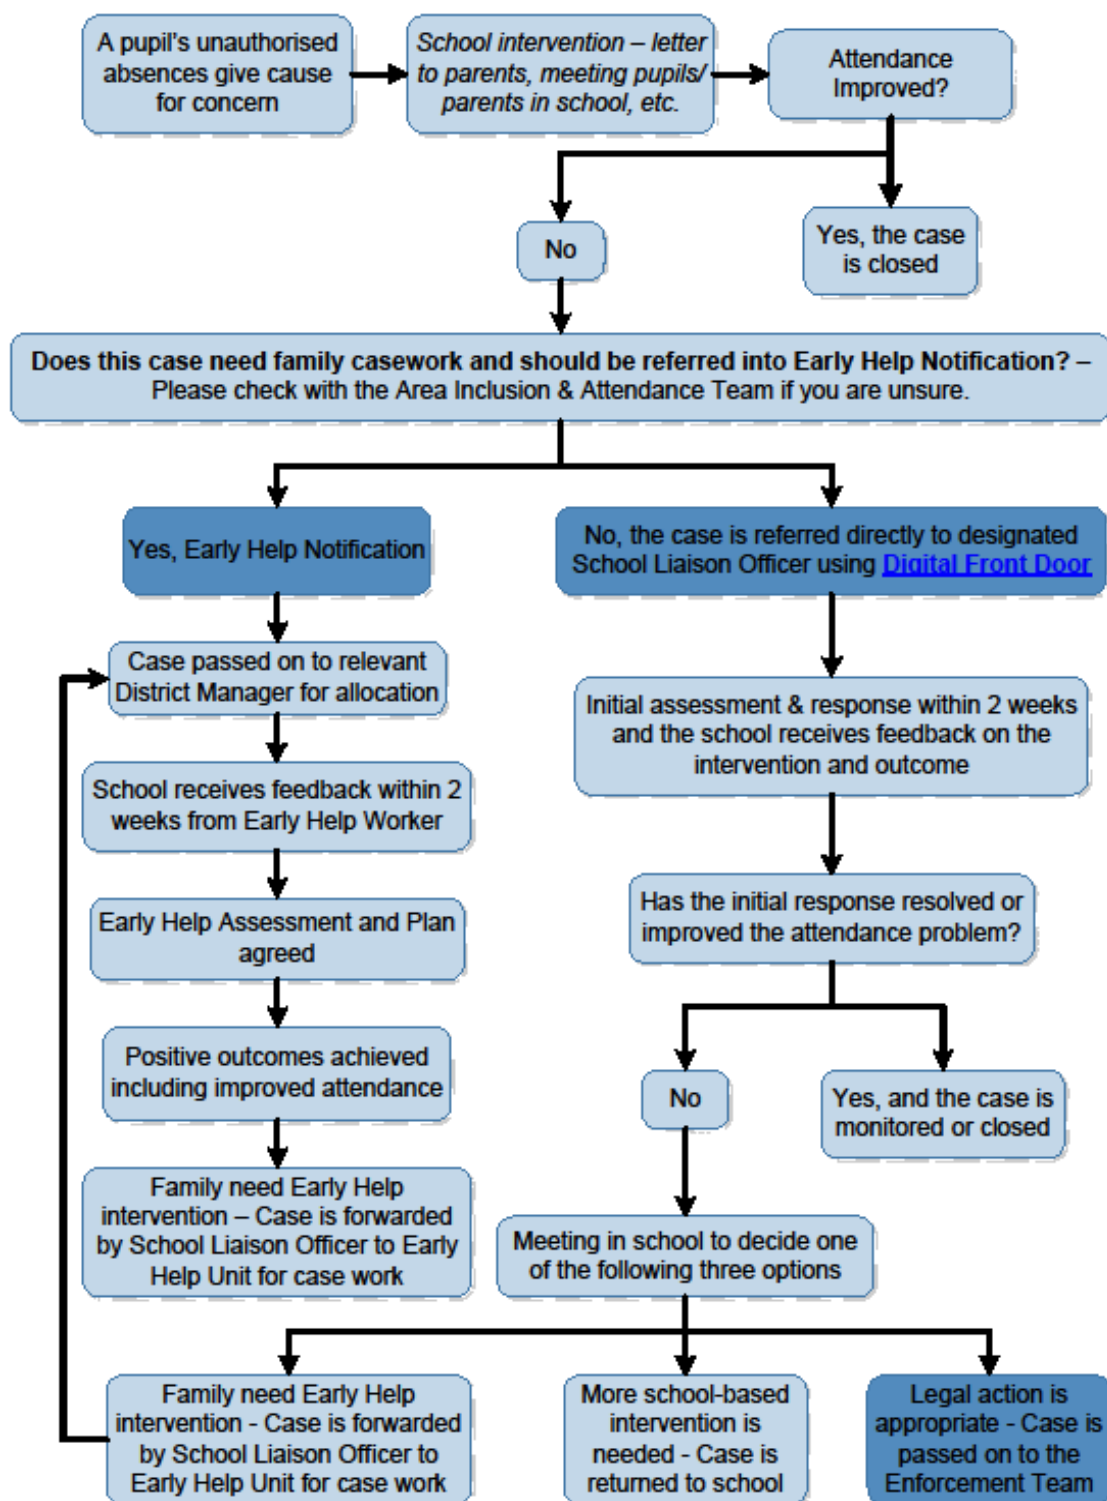 A pupil's unauthorised
absences give cause
for concern
School intervention – letter
to parents, meeting pupils/
parents in school, etc.
Attendance
Improved?
No
Yes, the case
is closed
Does this case need family casework and should be referred into Early Help Notification? –
Please check with the Area Inclusion & Attendance Team if you are unsure.
Yes, Early Help Notification
No, the case is referred directly to designated
School Liaison Officer using Digital Front Door
Case passed on to relevant
District Manager for allocation
School receives feedback within 2
weeks from Early Help Worker
Early Help Assessment and Plan
agreed
Positive outcomes achieved
including improved attendance
Family need Early Help
intervention – Case is forwarded
by School Liaison Officer to Early
Help Unit for case work
Initial assessment & response within 2 weeks
and the school receives feedback on the
intervention and outcome
Has the initial response resolved or
improved the attendance problem?
No
Yes, and the case is
monitored or closed
Meeting in school to decide one
of the following three options
Family need Early Help
intervention - Case is forwarded
by School Liaison Officer to
Early Help Unit for case work
More school-based
intervention is
needed - Case is
returned to school
Legal action is
appropriate - Case is
passed on to the
Enforcement Team